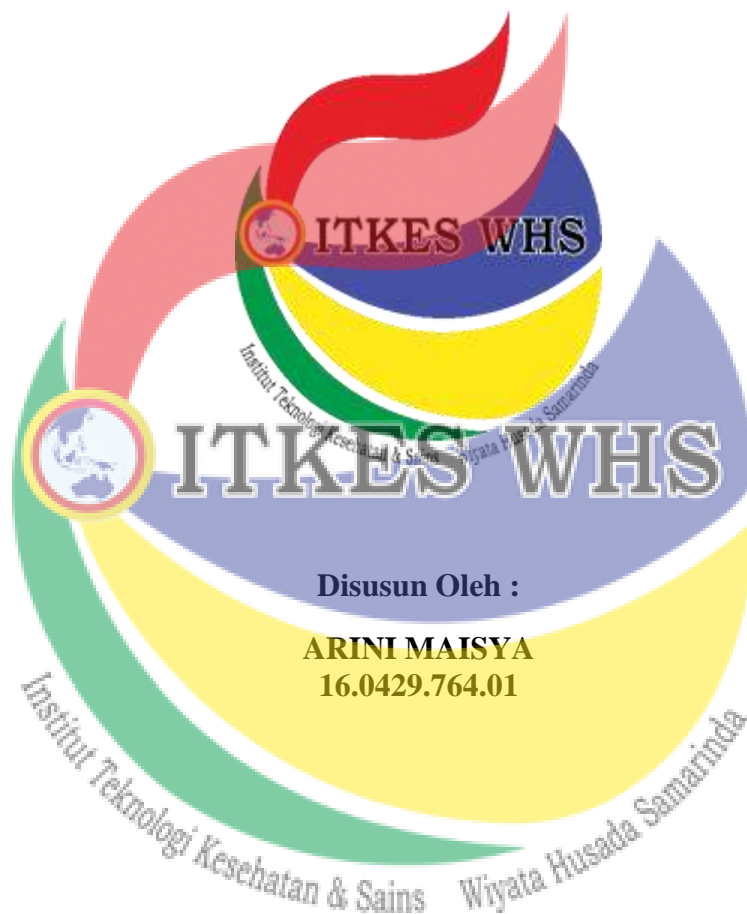 ITKES WHS
Institut Teknologi Kesehatan & Sains Wiyata Husada Samarinda
ITKES WHS
Disusun Oleh :
ARINI MAISYA
16.0429.764.01
Institut Teknologi Kesehatan & Sains Wiyata Husada Samarinda